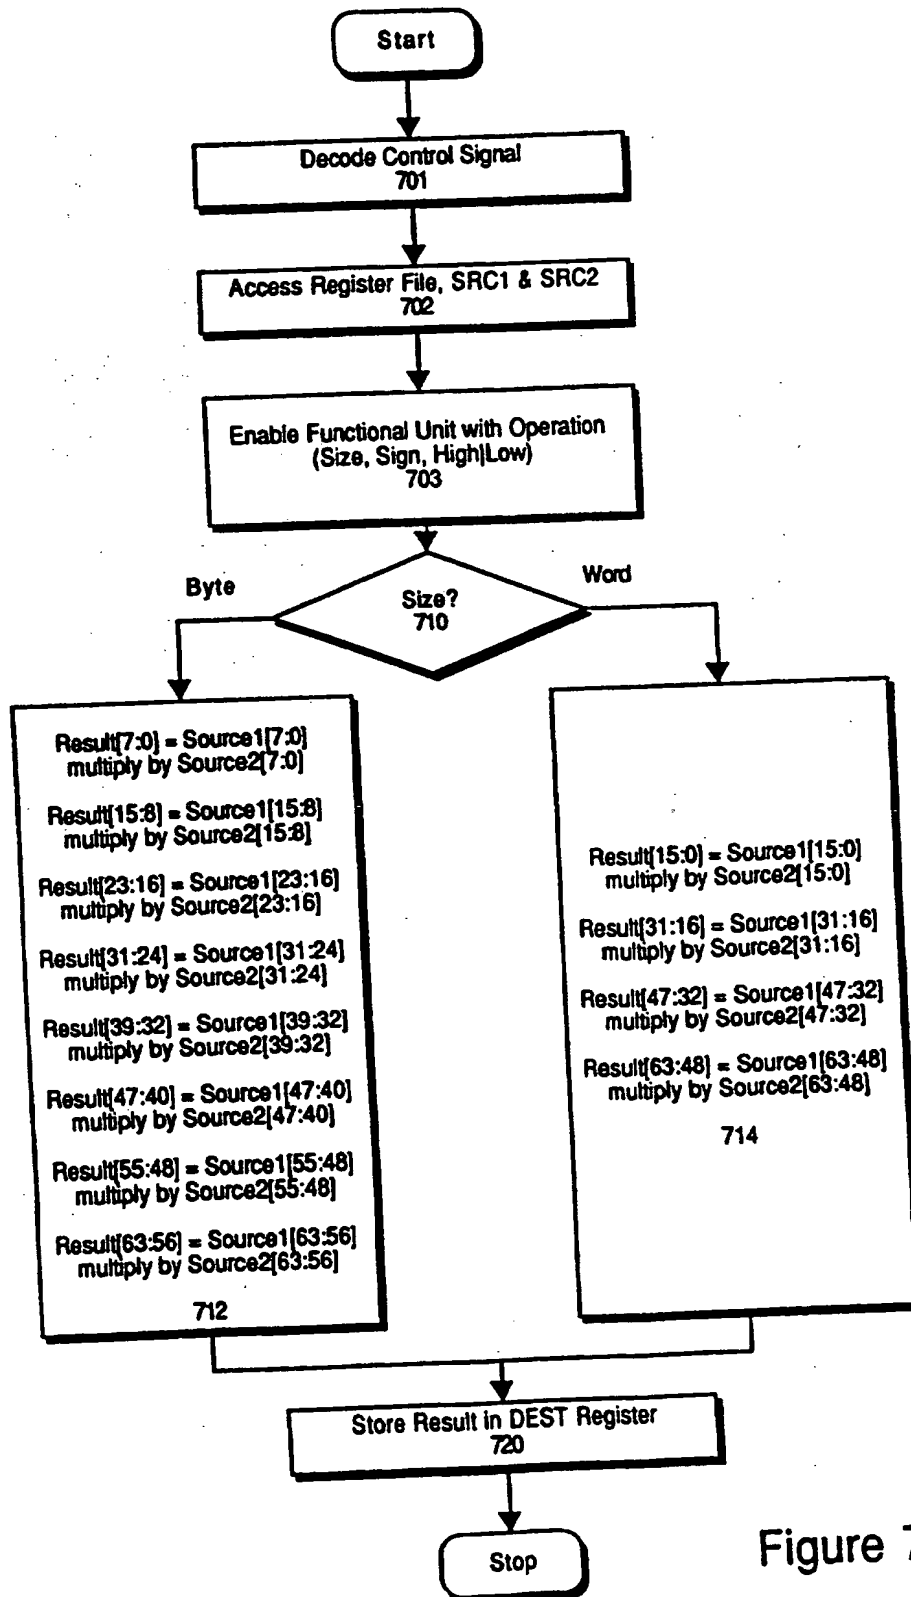 Start
Decode Control Signal
701
Access Register File, SRC1 & SRC2
702
Enable Functional Unit with Operation
(Size, Sign, High|Low)
703
Byte
Word
Size?
710
Result[7:0] = Source1[7:0]
multiply by Source2[7:0]
Result[15:8] = Source1[15:8]
multiply by Source2[15:8]
Result[23:16] = Source1[23:16]
multiply by Source2[23:16]
Result[31:24] = Source1[31:24]
multiply by Source2[31:24]
Result[39:32] = Source1[39:32]
multiply by Source2[39:32]
Result[47:40] = Source1[47:40]
multiply by Source2[47:40]
Result[55:48] = Source1[55:48]
multiply by Source2[55:48]
Result[63:56] = Source1[63:56]
multiply by Source2[63:56]
712
Result[15:0] = Source1[15:0]
multiply by Source2[15:0]
Result[31:16] = Source1[31:16]
multiply by Source2[31:16]
Result[47:32] = Source1[47:32]
multiply by Source2[47:32]
Result[63:48] = Source1[63:48]
multiply by Source2[63:48]
714
Store Result in DEST Register
720
Stop
Figure 7